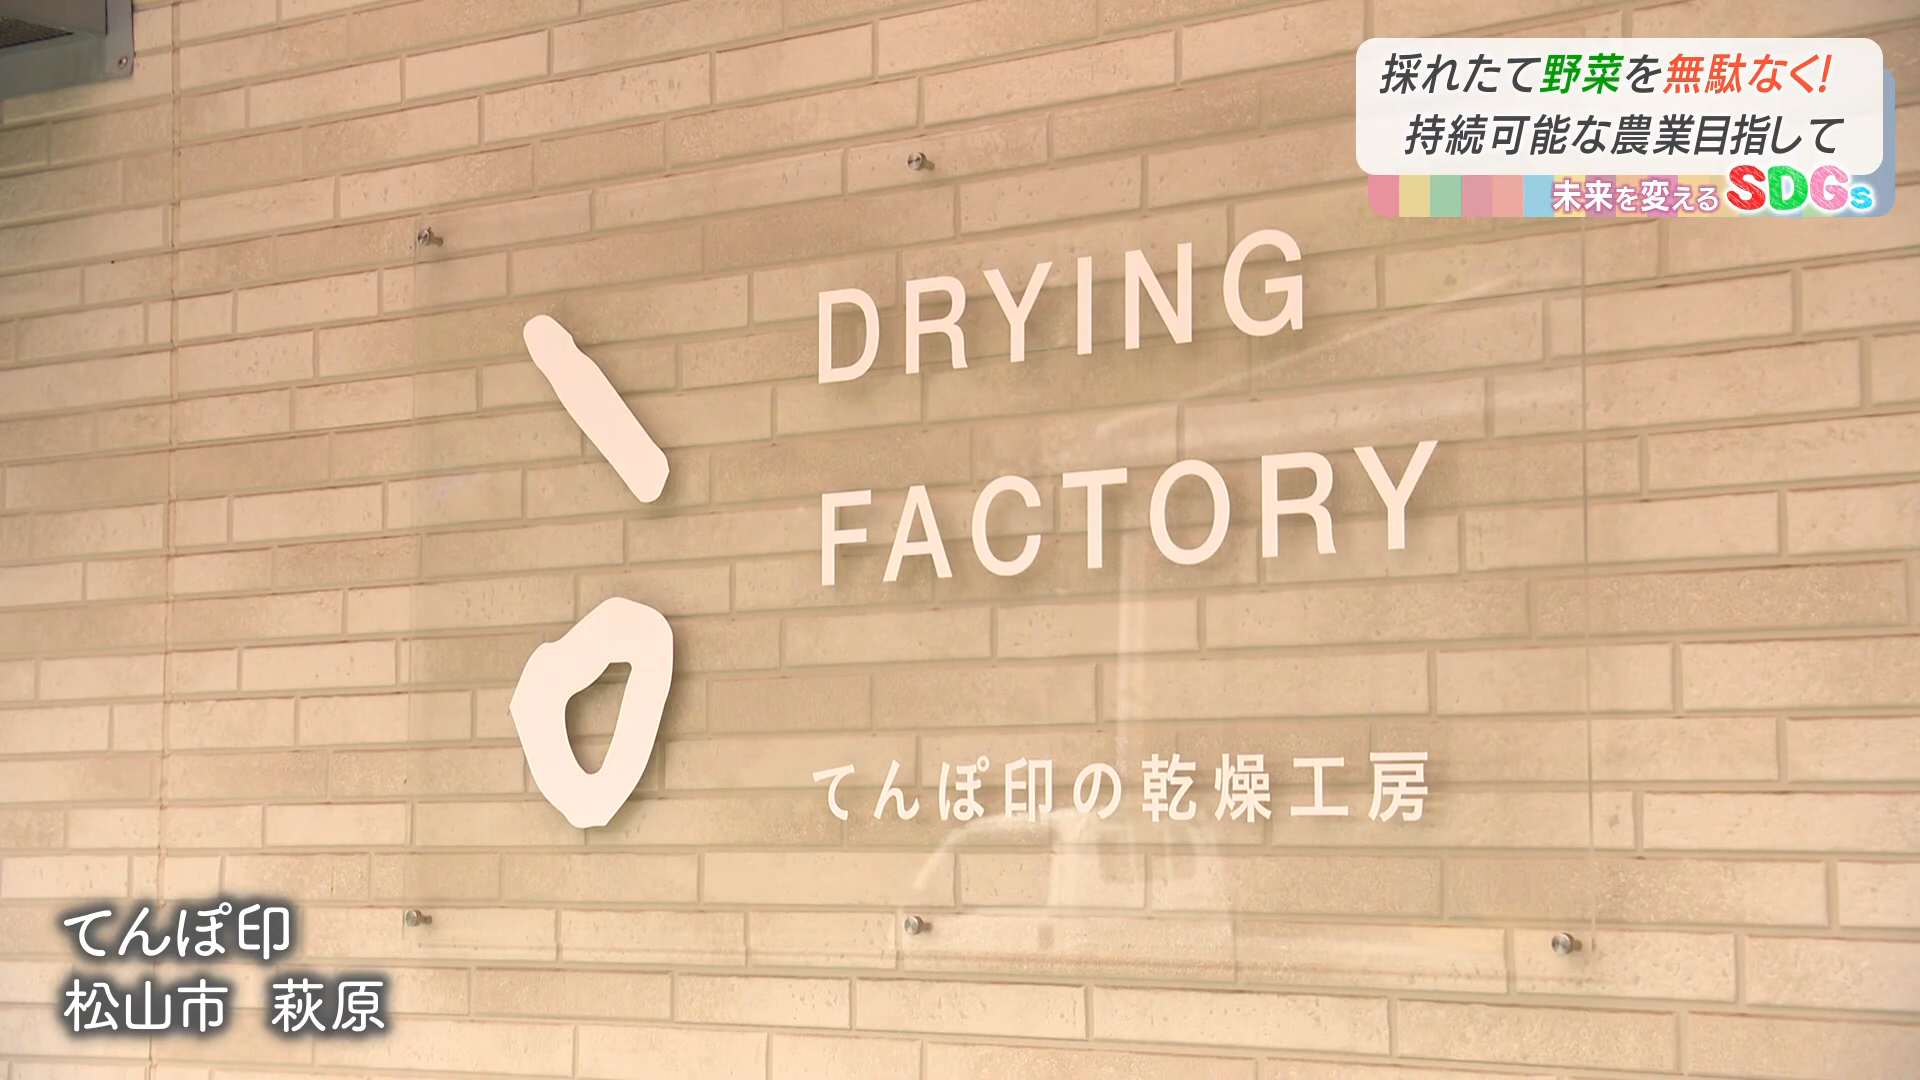 採れたて野菜を無駄なく!
持続可能な農業目指して
未来を変えるSDGs
DRYING
FACTORY
てんぽ印の乾燥工房
てんぽ印
松山市 萩原